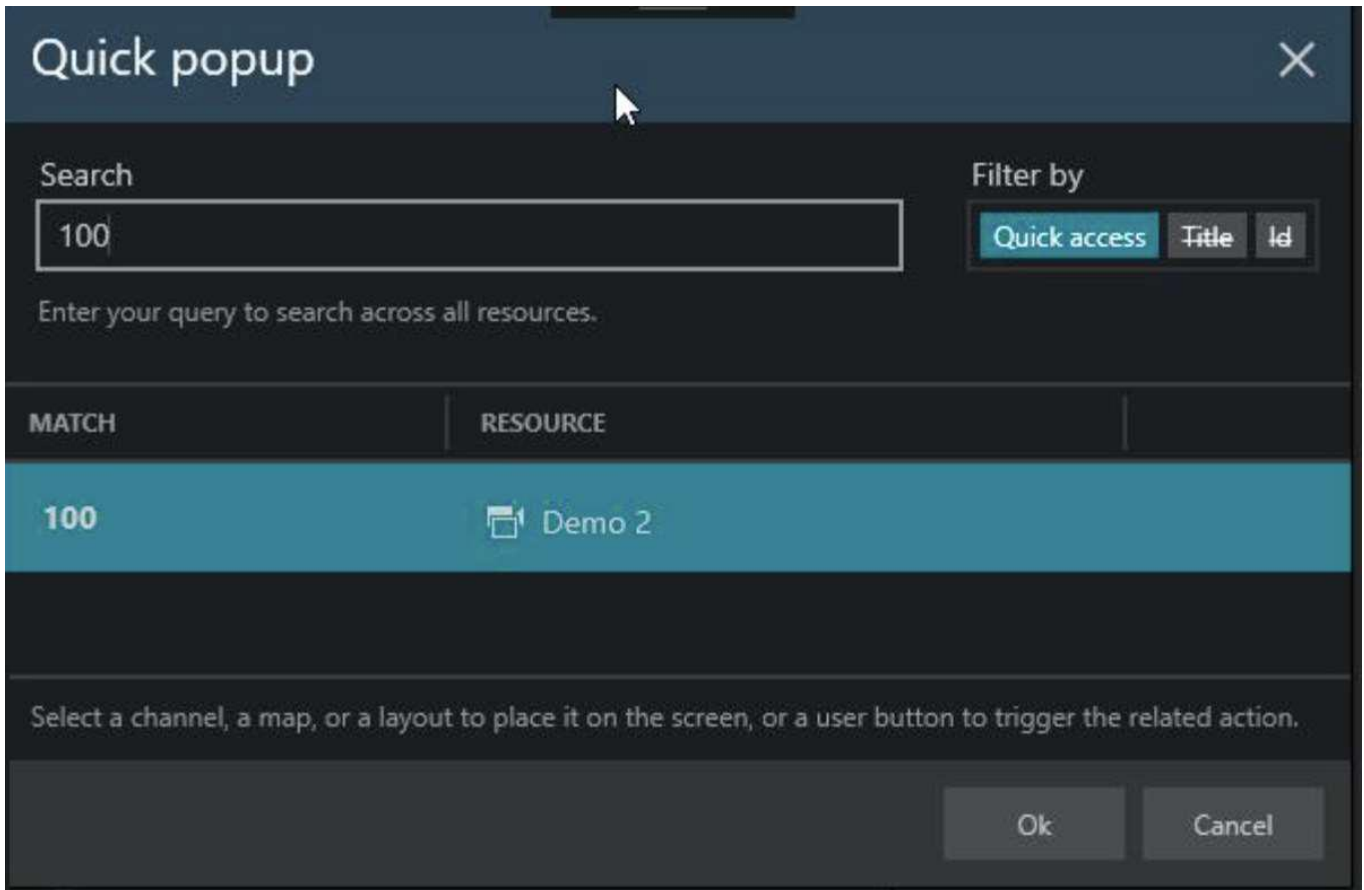 Quick popup
Search
Filter by
100
Quick access Title Id
Enter your query to search across all resources.
MATCH RESOURCE
100 Demo 2
Select a channel, a map, or a layout to place it on the screen, or a user button to trigger the related action.
Ok Cancel